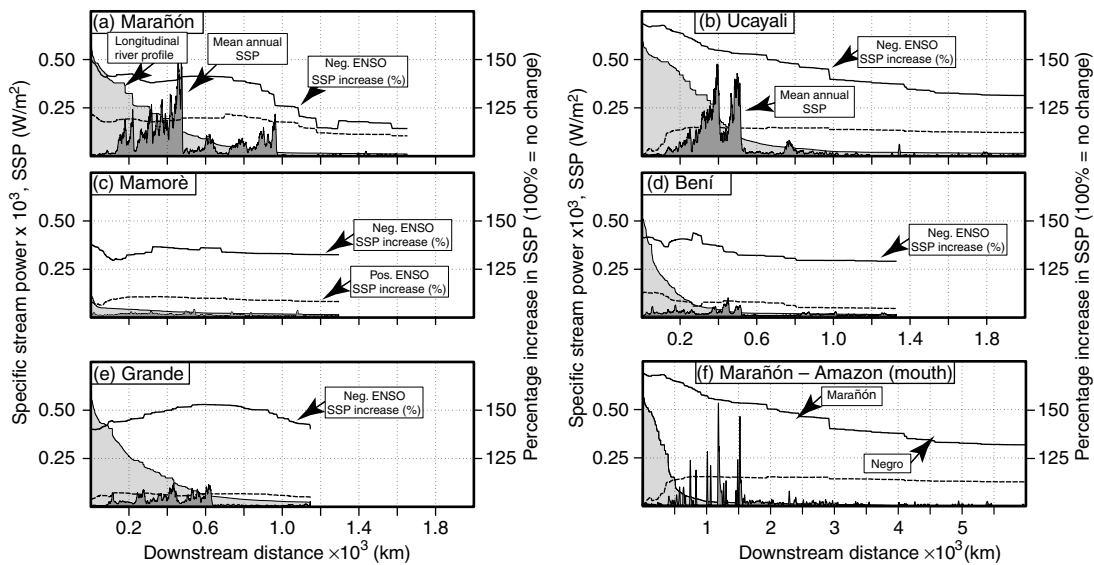 (a) Marañón
Longitudinal
river profile
Mean annual
SSP
Neg. ENSO
SSP increase (%)
0.50
0.25
150
125
(b) Ucayali
Neg. ENSO
SSP increase (%)
Mean annual
SSP
0.50
0.25
150
125
(c) Mamorè
Neg. ENSO
SSP increase (%)
Pos. ENSO
SSP increase (%)
0.50
0.25
150
125
(d) Bení
Neg. ENSO
SSP increase (%)
0.50
0.25
150
125
0.2 0.6 1.0 1.4 1.8
(e) Grande
Neg. ENSO
SSP increase (%)
0.50
0.25
150
125
0.2 0.6 1.0 1.4 1.8
Downstream distance ×10³ (km)
(f) Marañón – Amazon (mouth)
Marañón
Negro
0.50
0.25
150
125
1 2 3 4 5
Downstream distance ×10³ (km)
Specific stream power x 10³, SSP (W/m²)
Percentage increase in SSP (100% = no change)
Specific stream power x10³, SSP (W/m²)
Percentage increase in SSP (100% = no change)